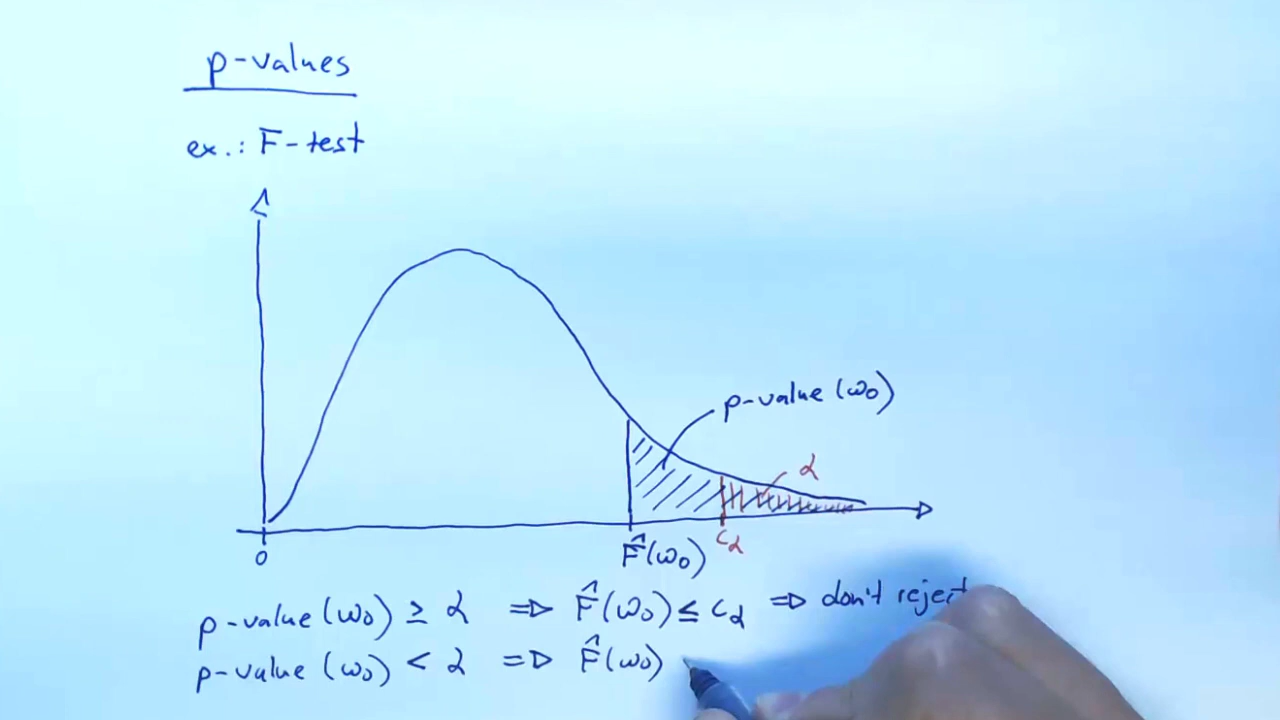 p-values
ex.: F-test
p-value (ω₀)
α
0
F̂(ω₀)
c_α
p-value (ω₀) ≥ α ⇒ F̂(ω₀) ≤ c_α ⇒ don't reject
p-value (ω₀) < α ⇒ F̂(ω₀)